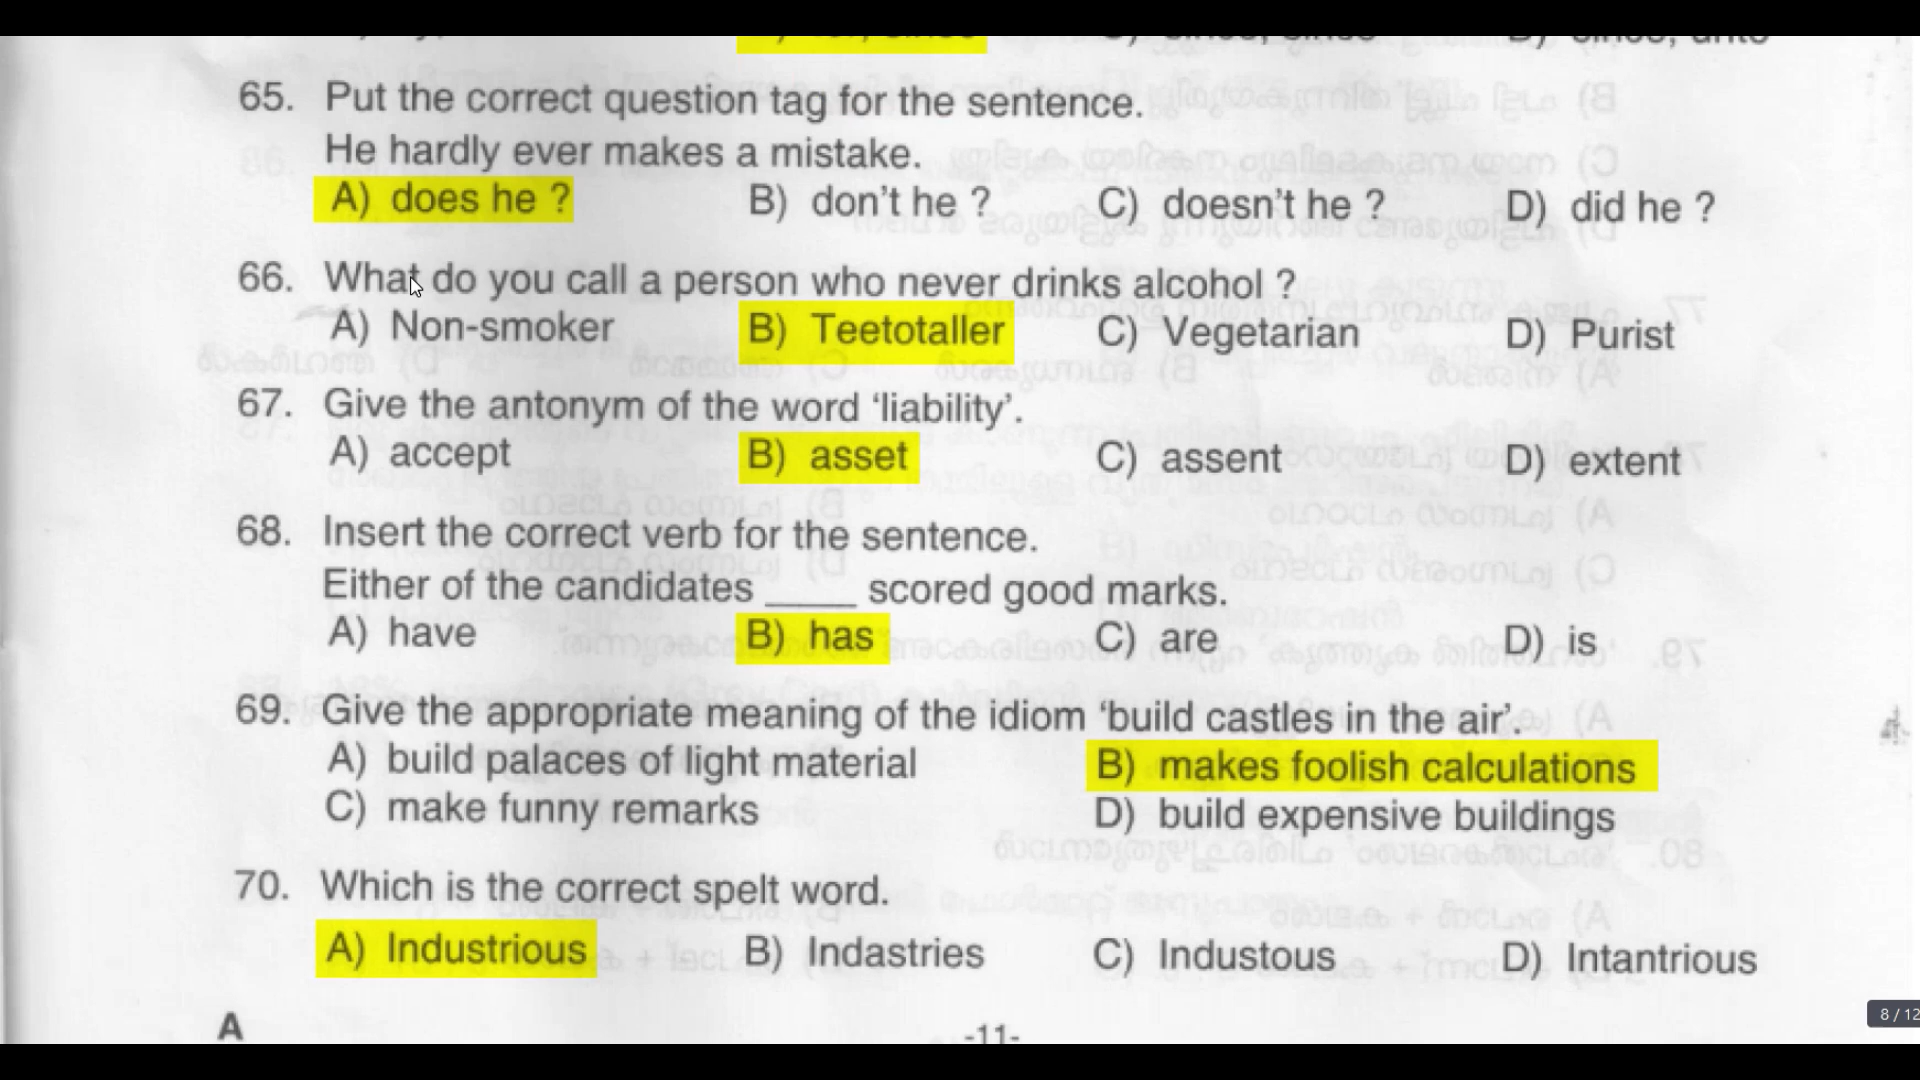 65. Put the correct question tag for the sentence.
He hardly ever makes a mistake.
A) does he ? B) don't he ? C) doesn't he ? D) did he ?
66. What do you call a person who never drinks alcohol ?
A) Non-smoker B) Teetotaller C) Vegetarian D) Purist
67. Give the antonym of the word ‘liability’.
A) accept B) asset C) assent D) extent
68. Insert the correct verb for the sentence.
Either of the candidates _____ scored good marks.
A) have B) has C) are D) is
69. Give the appropriate meaning of the idiom ‘build castles in the air’.
A) build palaces of light material B) makes foolish calculations
C) make funny remarks D) build expensive buildings
70. Which is the correct spelt word.
A) Industrious B) Indastries C) Industous D) Intantrious
A -11-
8 / 12